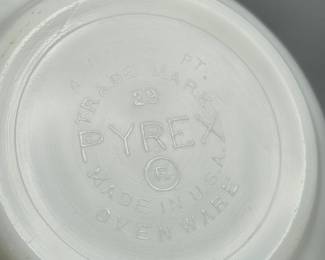 PT.
TRADE MARK
23
PYREX
R
MADE IN U.S.A.
OVENWARE